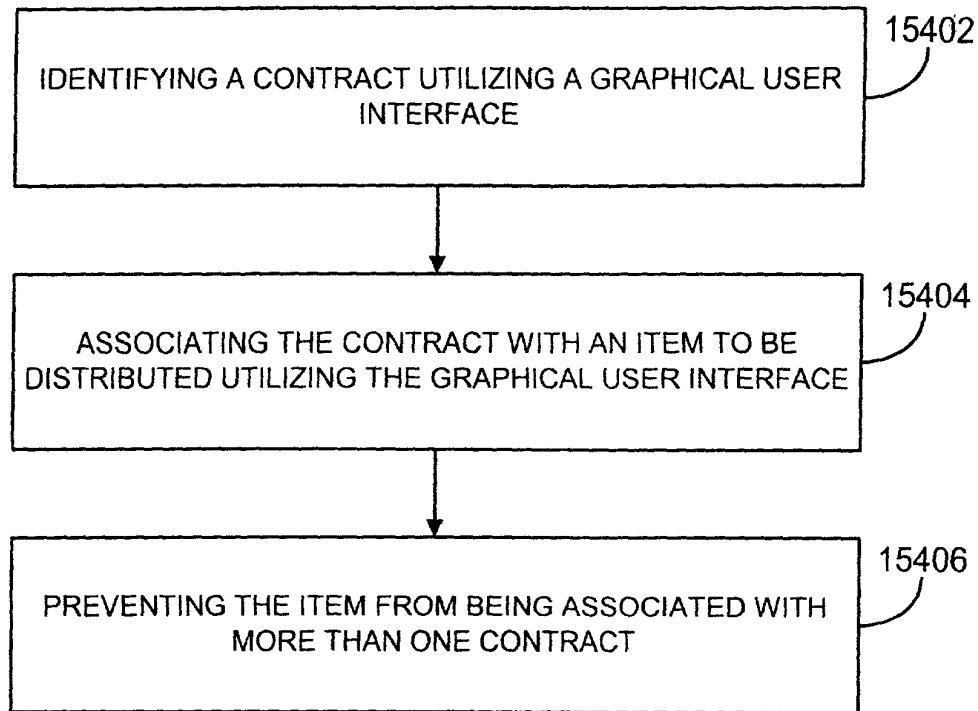 15402
IDENTIFYING A CONTRACT UTILIZING A GRAPHICAL USER
INTERFACE
15404
ASSOCIATING THE CONTRACT WITH AN ITEM TO BE
DISTRIBUTED UTILIZING THE GRAPHICAL USER INTERFACE
15406
PREVENTING THE ITEM FROM BEING ASSOCIATED WITH
MORE THAN ONE CONTRACT